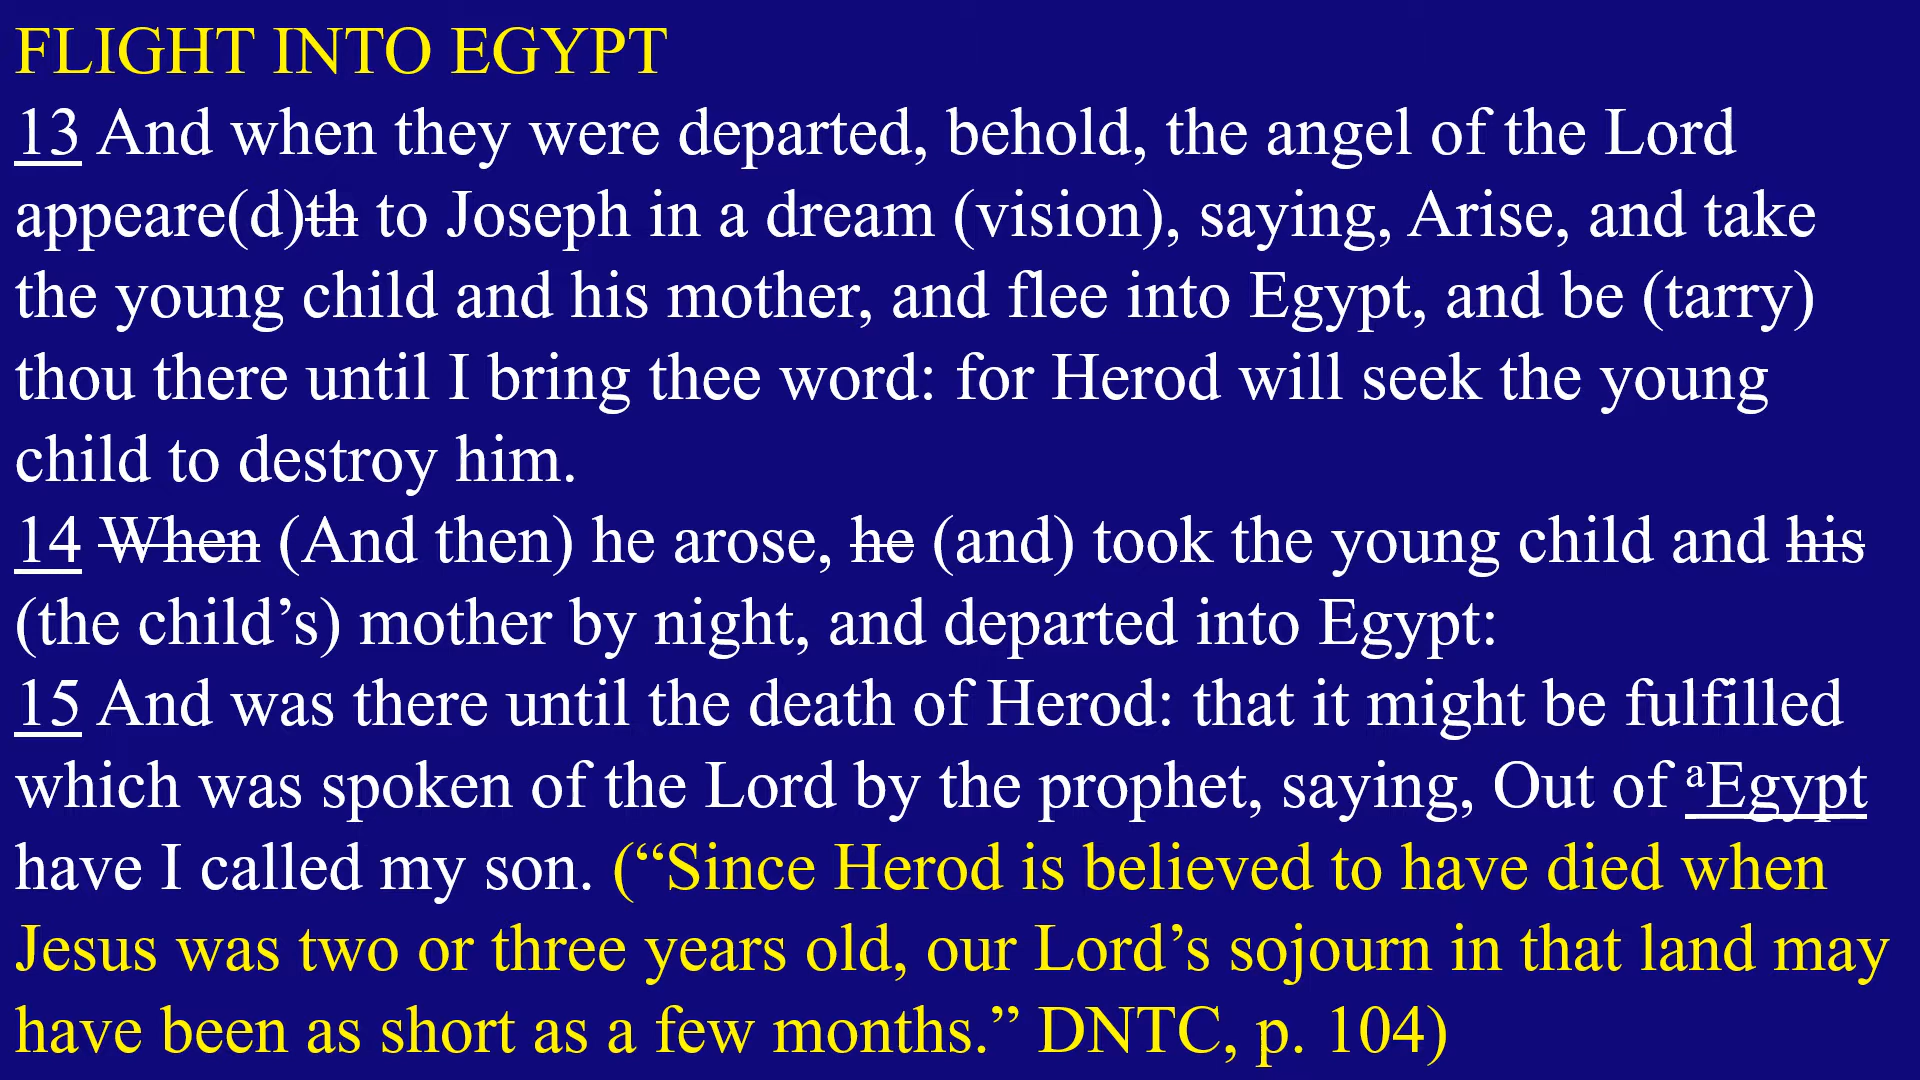 FLIGHT INTO EGYPT
13 And when they were departed, behold, the angel of the Lord
appeare(d)th to Joseph in a dream (vision), saying, Arise, and take
the young child and his mother, and flee into Egypt, and be (tarry)
thou there until I bring thee word: for Herod will seek the young
child to destroy him.
14 When (And then) he arose, he (and) took the young child and his
(the child’s) mother by night, and departed into Egypt:
15 And was there until the death of Herod: that it might be fulfilled
which was spoken of the Lord by the prophet, saying, Out of aEgypt
have I called my son. (“Since Herod is believed to have died when
Jesus was two or three years old, our Lord’s sojourn in that land may
have been as short as a few months.” DNTC, p. 104)